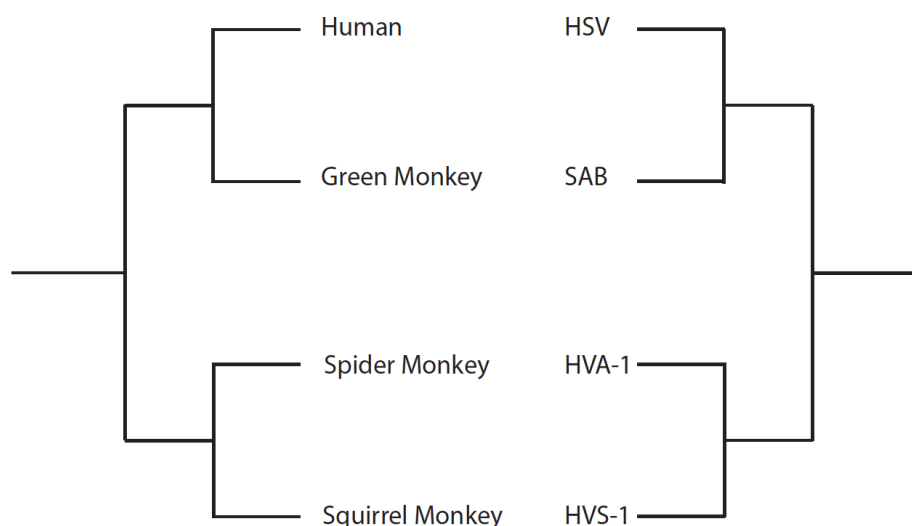 Human HSV
Green Monkey SAB
Spider Monkey HVA-1
Squirrel Monkey HVS-1